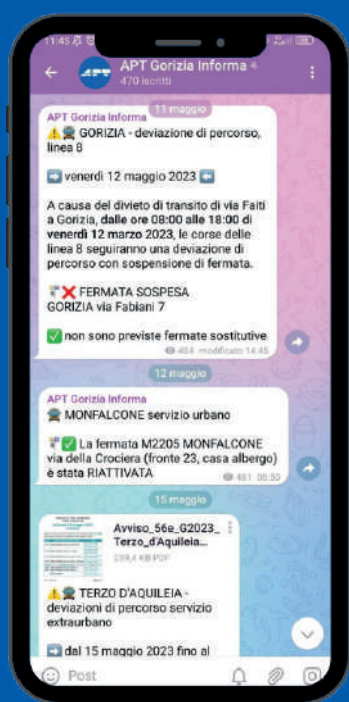 11:45
APT Gorizia Informa
470 iscritti
11 maggio
APT Gorizia Informa
⚠️🚍 GORIZIA - deviazione di percorso,
linea 8
➡️ venerdì 12 maggio 2023 ⬅️
A causa del divieto di transito di via Faiti
a Gorizia, dalle ore 08:00 alle 18:00 di
venerdì 12 marzo 2023, le corse delle
linea 8 seguiranno una deviazione di
percorso con sospensione di fermata.
🚏❌ FERMATA SOSPESA
GORIZIA via Fabiani 7
✅ non sono previste fermate sostitutive
484 modificato 14:45
12 maggio
APT Gorizia Informa
🚍 MONFALCONE servizio urbano
🚏✅ La fermata M2205 MONFALCONE
via della Crociera (fronte 23, casa albergo)
è stata RIATTIVATA
481 08:50
15 maggio
Avviso_56e_G2023_
Terzo_d'Aquileia...
KB PDF
⚠️🚍 TERZO D'AQUILEIA -
deviazioni di percorso servizio
extraurbano
➡️ dal 15 maggio 2023 fino al
Post